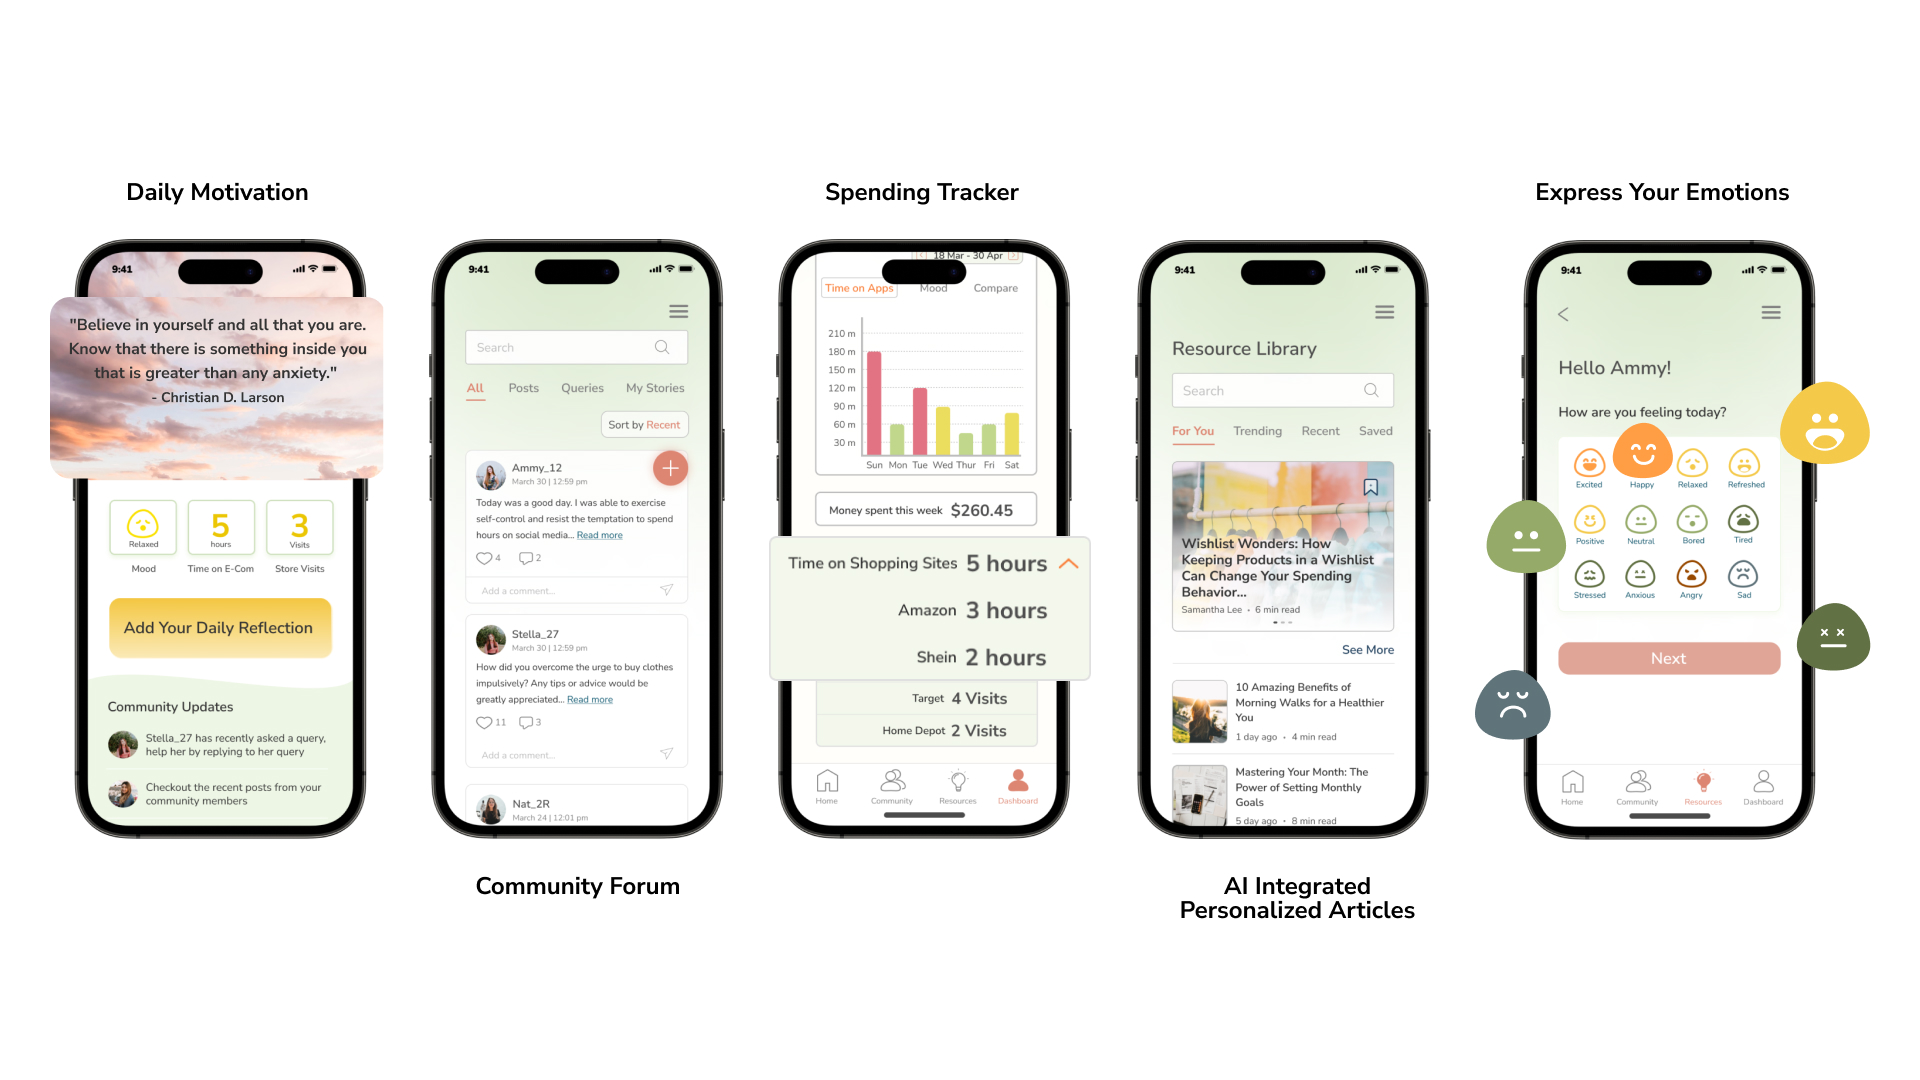 Daily Motivation
9:41
"Believe in yourself and all that you are.
Know that there is something inside you
that is greater than any anxiety."
- Christian D. Larson
Relaxed
Mood
5
hours
Time on E-Com
3
Visits
Store Visits
Add Your Daily Reflection
Community Updates
Stella_27 has recently asked a query,
help her by replying to her query
Checkout the recent posts from your
community members
9:41
Search
All Posts Queries My Stories
Sort by Recent
Ammy_12
March 30 | 12:59 pm
Today was a good day, I was able to exercise
self-control and resist the temptation to spend
hours on social media... Read more
4 2
Add a comment...
Stella_27
March 30 | 12:59 pm
How did you overcome the urge to buy clothes
impulsively? Any tips or advice would be
greatly appreciated... Read more
11 3
Add a comment...
Nat_2R
March 24 | 12:01 pm
Community Forum
Spending Tracker
18 Mar - 30 Apr
Time on Apps Mood Compare
210 m
180 m
150 m
120 m
90 m
60 m
30 m
Sun Mon Tue Wed Thur Fri Sat
Money spent this week $260.45
Time on Shopping Sites 5 hours
Amazon 3 hours
Shein 2 hours
Target 4 Visits
Home Depot 2 Visits
Home Community Resources Dashboard
9:41
Resource Library
Search
For You Trending Recent Saved
Wishlist Wonders: How
Keeping Products in a Wishlist
Can Change Your Spending
Behavior...
Samantha Lee • 6 min read
See More
10 Amazing Benefits of
Morning Walks for a Healthier
You
1 day ago • 4 min read
Mastering Your Month: The
Power of Setting Monthly
Goals
5 day ago • 8 min read
AI Integrated
Personalized Articles
Express Your Emotions
9:41
Hello Ammy!
How are you feeling today?
Excited Happy Relaxed Refreshed
Positive Neutral Bored Tired
Stressed Anxious Angry Sad
Next
Home Community Resources Dashboard